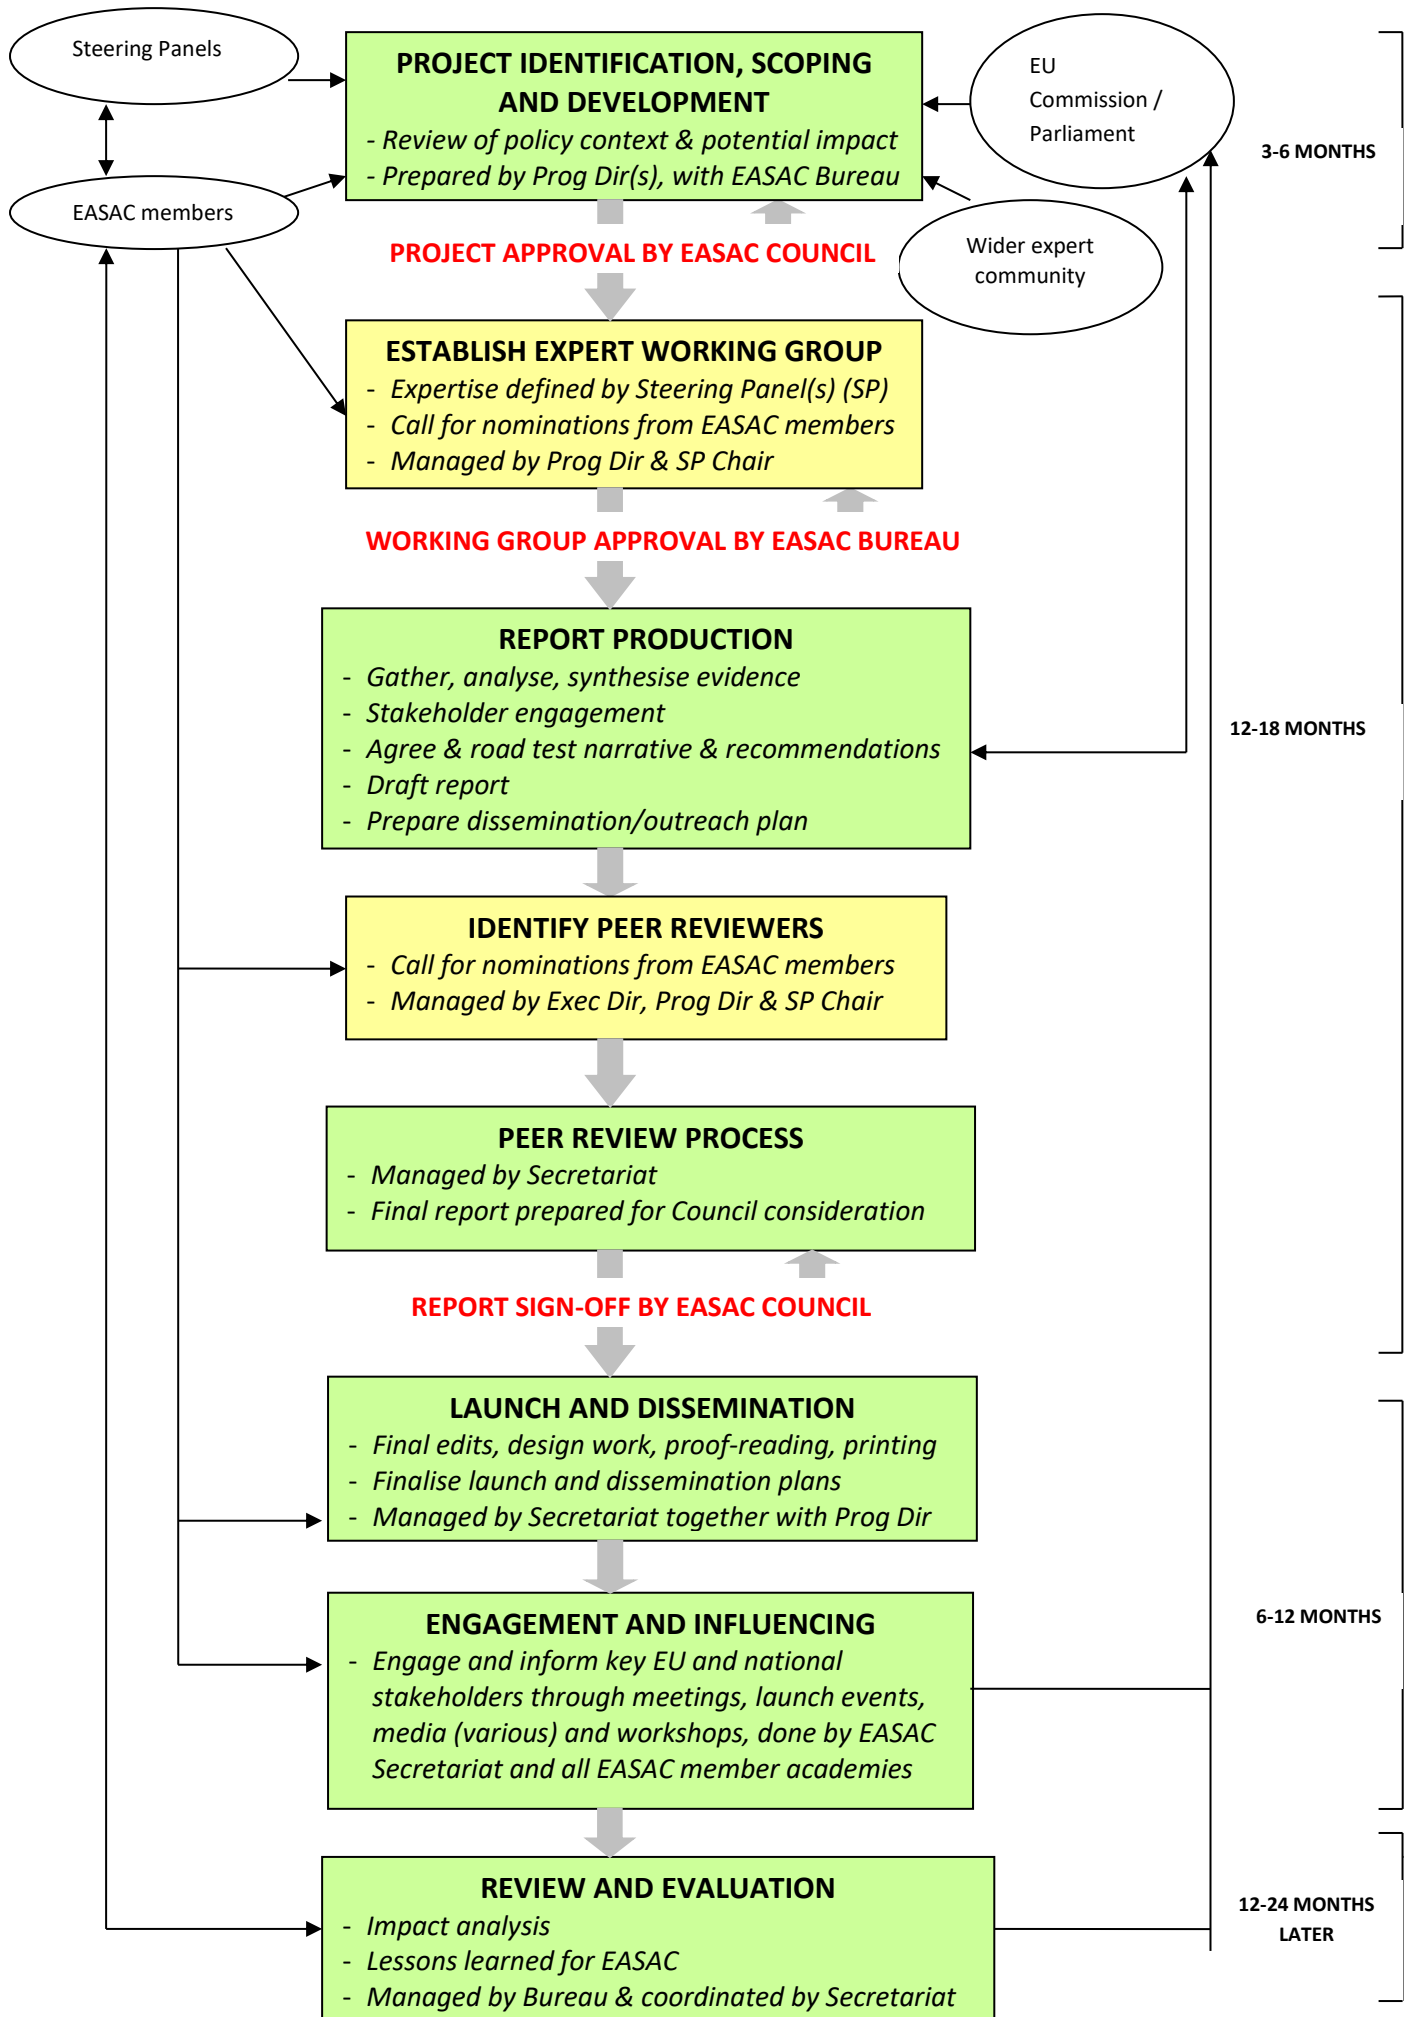 Steering Panels
PROJECT IDENTIFICATION, SCOPING
AND DEVELOPMENT
- Review of policy context & potential impact
- Prepared by Prog Dir(s), with EASAC Bureau
EU
Commission /
Parliament
3-6 MONTHS
EASAC members
Wider expert
community
PROJECT APPROVAL BY EASAC COUNCIL
ESTABLISH EXPERT WORKING GROUP
- Expertise defined by Steering Panel(s) (SP)
- Call for nominations from EASAC members
- Managed by Prog Dir & SP Chair
WORKING GROUP APPROVAL BY EASAC BUREAU
REPORT PRODUCTION
- Gather, analyse, synthesise evidence
- Stakeholder engagement
- Agree & road test narrative & recommendations
- Draft report
- Prepare dissemination/outreach plan
12-18 MONTHS
IDENTIFY PEER REVIEWERS
- Call for nominations from EASAC members
- Managed by Exec Dir, Prog Dir & SP Chair
PEER REVIEW PROCESS
- Managed by Secretariat
- Final report prepared for Council consideration
REPORT SIGN-OFF BY EASAC COUNCIL
LAUNCH AND DISSEMINATION
- Final edits, design work, proof-reading, printing
- Finalise launch and dissemination plans
- Managed by Secretariat together with Prog Dir
ENGAGEMENT AND INFLUENCING
- Engage and inform key EU and national
stakeholders through meetings, launch events,
media (various) and workshops, done by EASAC
Secretariat and all EASAC member academies
6-12 MONTHS
REVIEW AND EVALUATION
- Impact analysis
- Lessons learned for EASAC
- Managed by Bureau & coordinated by Secretariat
12-24 MONTHS
LATER